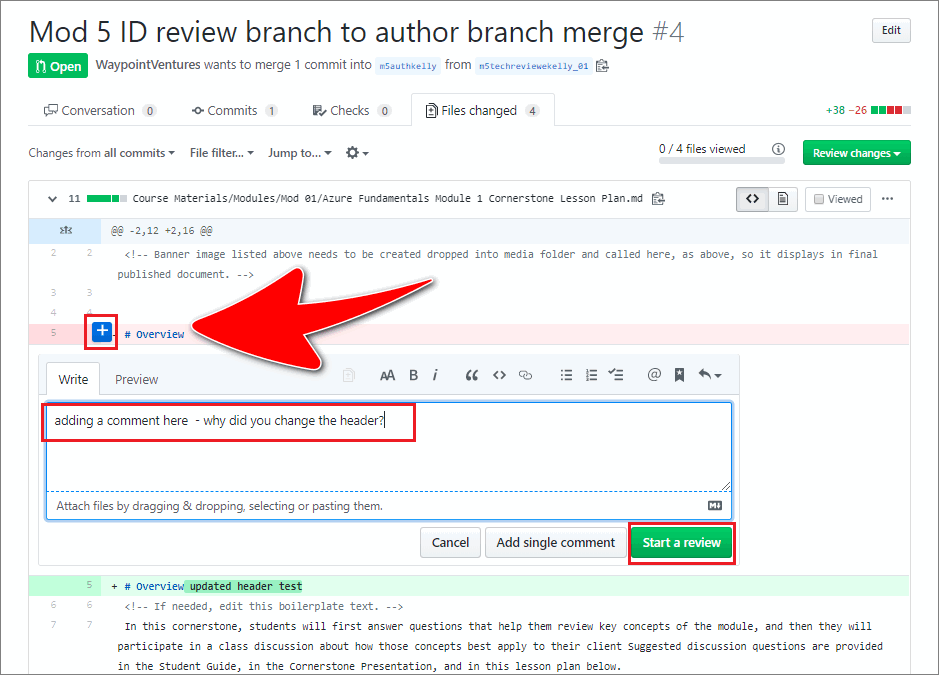 Mod 5 ID review branch to author branch merge #4
Edit
Open WaypointVentures wants to merge 1 commit into m5authkelly from m5techreviewekelly_01
Conversation 0 Commits 1 Checks 0 Files changed 4 +38 −26
Changes from all commits File filter... Jump to... 0 / 4 files viewed Review changes
11 Course Materials/Modules/Mod 01/Azure Fundamentals Module 1 Cornerstone Lesson Plan.md <> Viewed ...
@@ -2,12 +2,16 @@
2 2 <!-- Banner image listed above needs to be created dropped into media folder and called here, as above, so it displays in final
published document. -->
3 3
4 4
5 - # Overview
Write Preview AA B i “ <> @
adding a comment here - why did you change the header?
Attach files by dragging & dropping, selecting or pasting them.
Cancel Add single comment Start a review
5 + # Overview updated header test
6 6 <!-- If needed, edit this boilerplate text. -->
7 7 In this cornerstone, students will first answer questions that help them review key concepts of the module, and then they will
participate in a class discussion about how those concepts best apply to their client Suggested discussion questions are provided
in the Student Guide, in the Cornerstone Presentation, and in this lesson plan below.